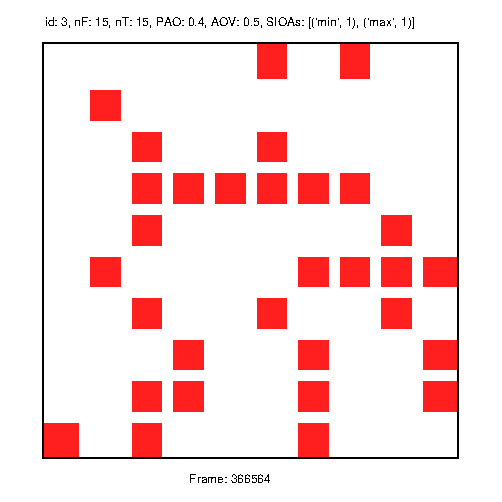 id: 3, nF: 15, nT: 15, PAO: 0.4, AOV: 0.5, SIOAs: [('min', 1), ('max', 1)]
Frame: 366564